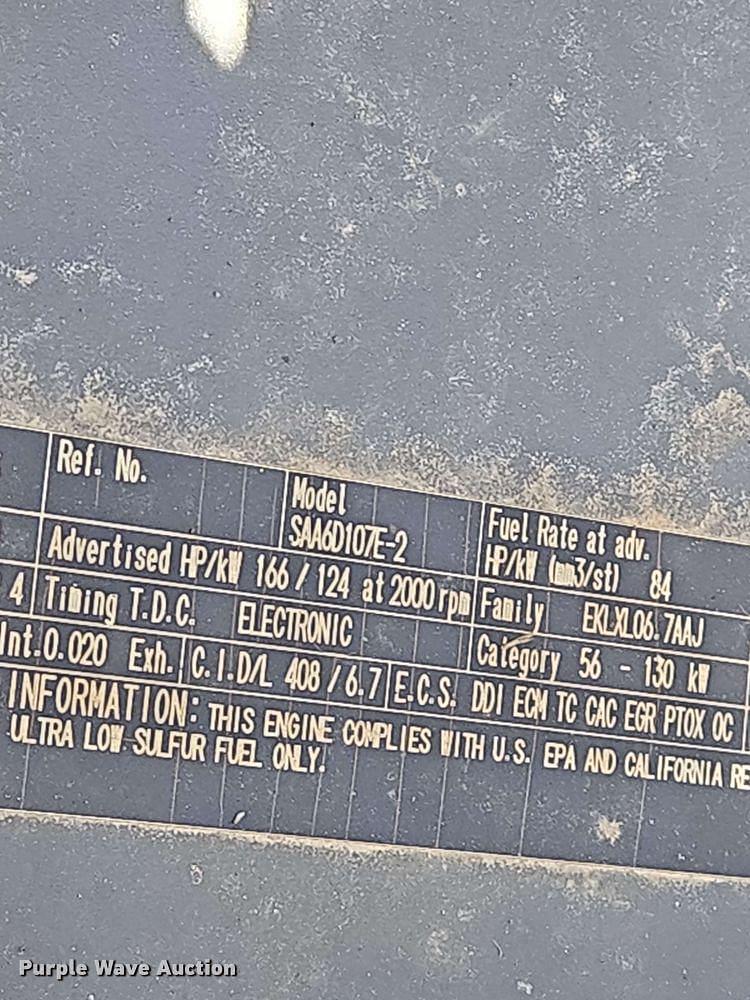 Ref. No.
Model
SAA6D107E-2
Fuel Rate at adv.
HP/kW (mm3/st) 84
Advertised HP/kW 166 / 124 at 2000rpm
Family EKLXL06.7AAJ
4 Timing T.D.C. ELECTRONIC
Category 56 - 130 kW
Int.0.020 Exh. C.I.D/L 408 / 6.7 E.C.S. DDI ECM TC CAC EGR PTOX OC
INFORMATION: THIS ENGINE COMPLIES WITH U.S. EPA AND CALIFORNIA RE
ULTRA LOW SULFUR FUEL ONLY.
Purple Wave Auction